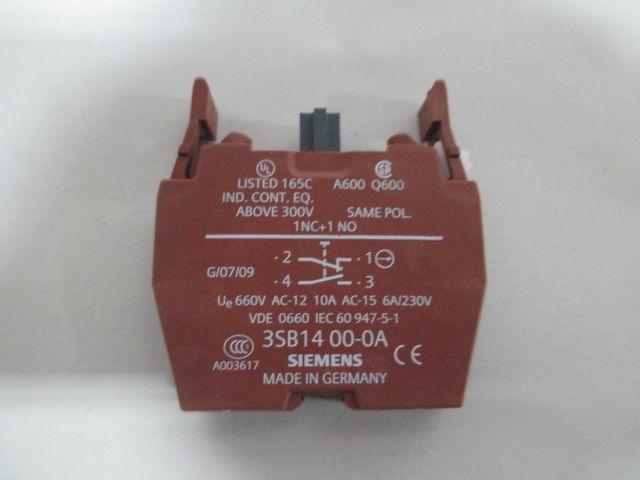 UL
LISTED 165C A600 Q600
IND. CONT. EQ.
ABOVE 300V SAME POL.
1NC+1 NO
2 1
G/07/09
4 3
Ue 660V AC-12 10A AC-15 6A/230V
VDE 0660 IEC 60 947-5-1
3SB14 00-0A
CCC SIEMENS CE
A003617
MADE IN GERMANY